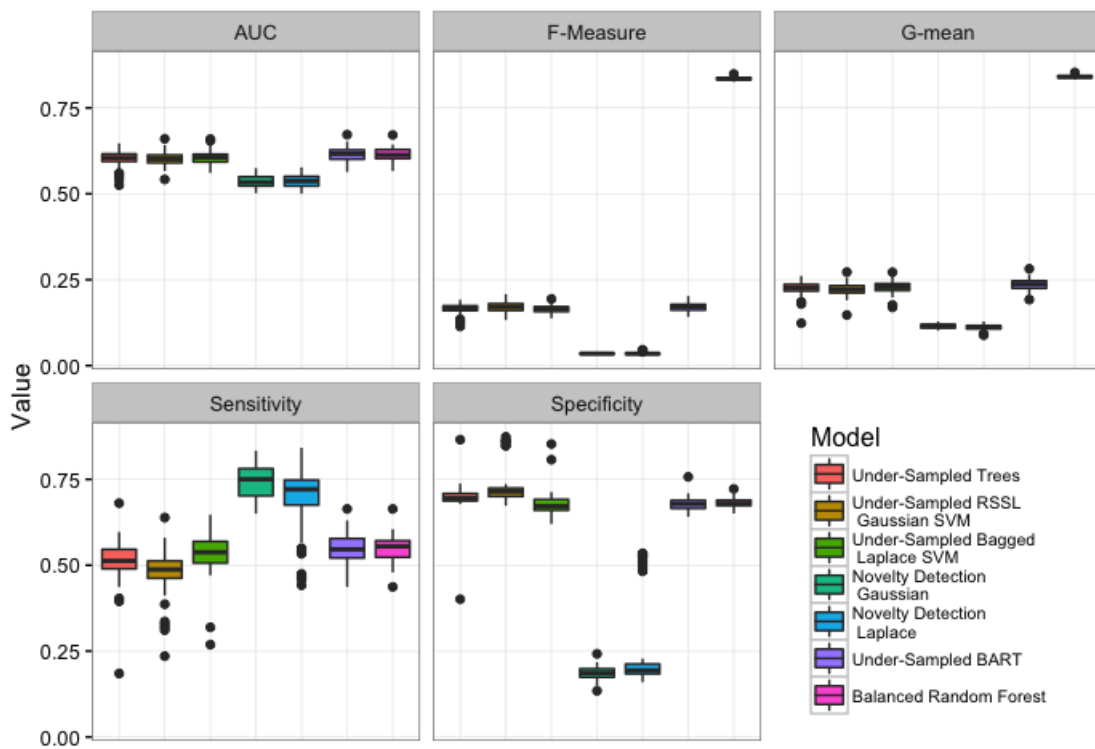 AUC
F-Measure
G-mean
0.75
0.50
0.25
0.00
Value
Sensitivity
Specificity
0.75
0.50
0.25
0.00
Model
Under-Sampled Trees
Under-Sampled RSSL
Gaussian SVM
Under-Sampled Bagged
Laplace SVM
Novelty Detection
Gaussian
Novelty Detection
Laplace
Under-Sampled BART
Balanced Random Forest